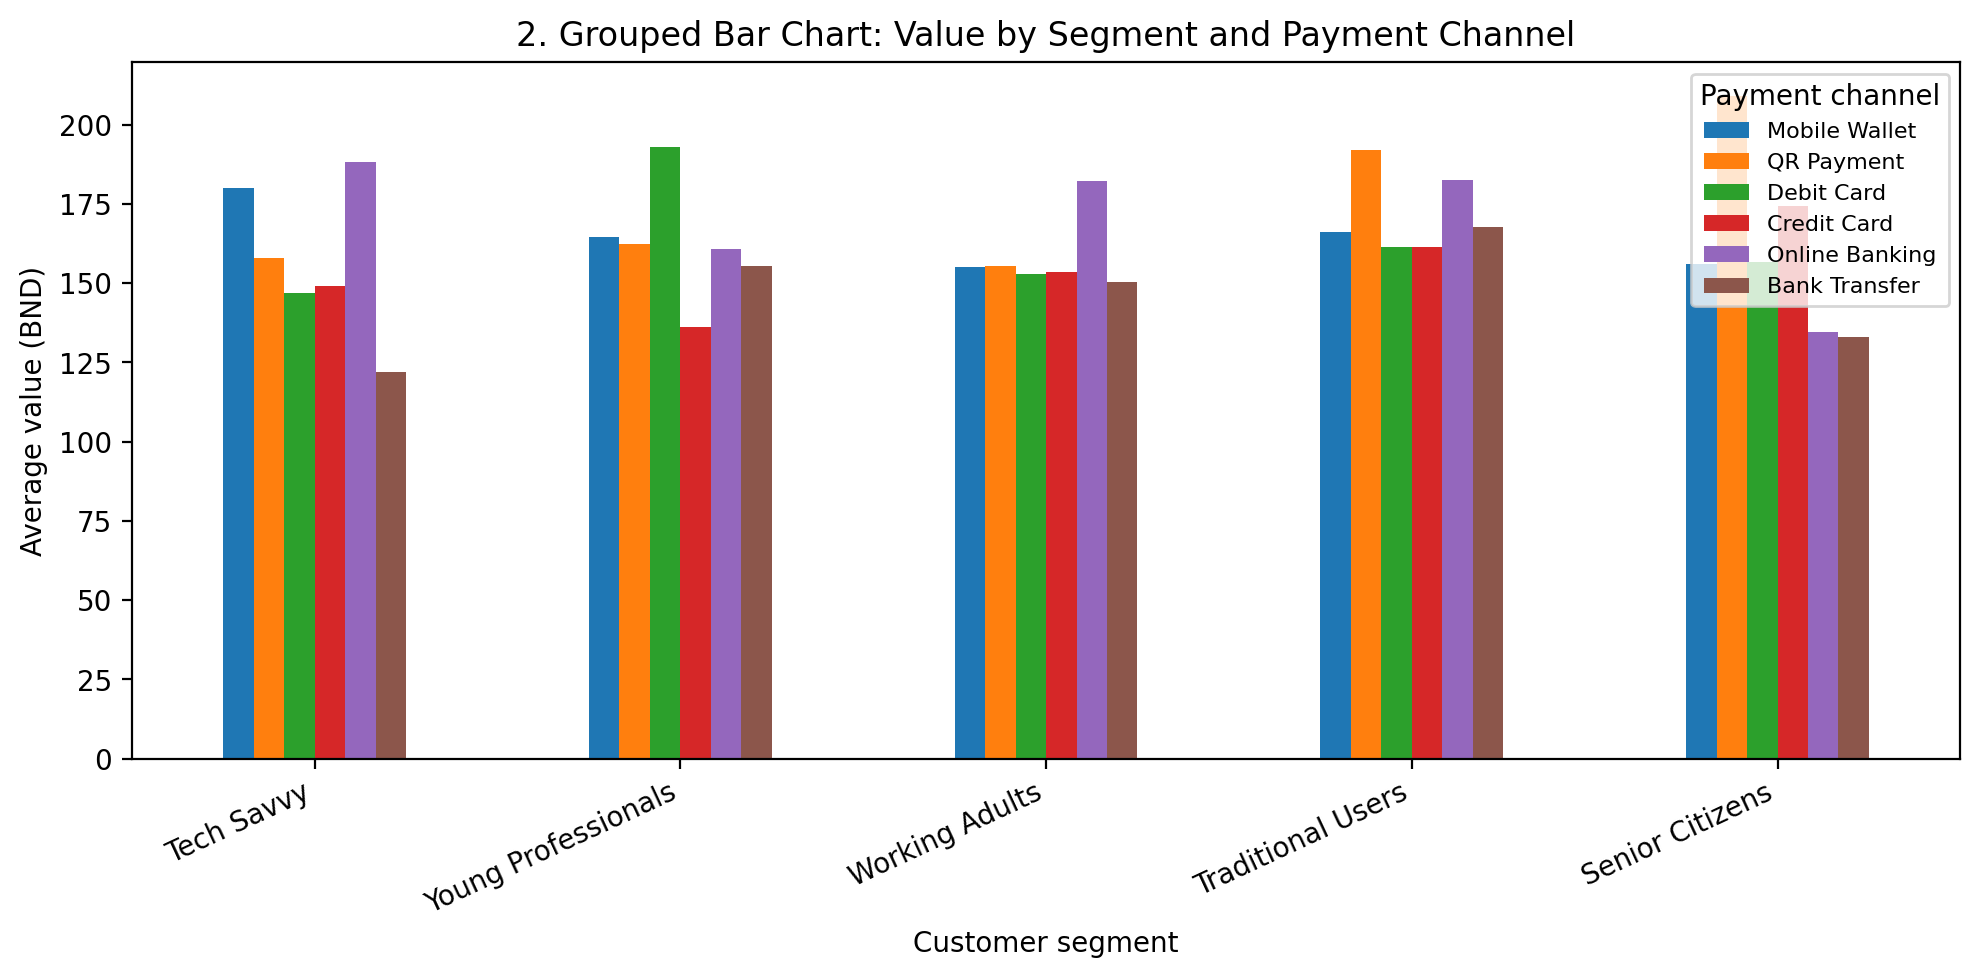 2. Grouped Bar Chart: Value by Segment and Payment Channel
Average value (BND)
200
175
150
125
100
75
50
25
0
Payment channel
Mobile Wallet
QR Payment
Debit Card
Credit Card
Online Banking
Bank Transfer
Tech Savvy
Young Professionals
Working Adults
Traditional Users
Senior Citizens
Customer segment